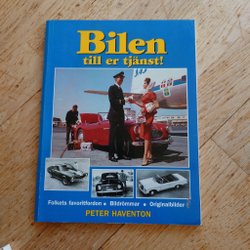 Bilen
till er tjänst!
Folkets favoritfordon • Bildrömmar • Originalbilder
PETER HAVENTON